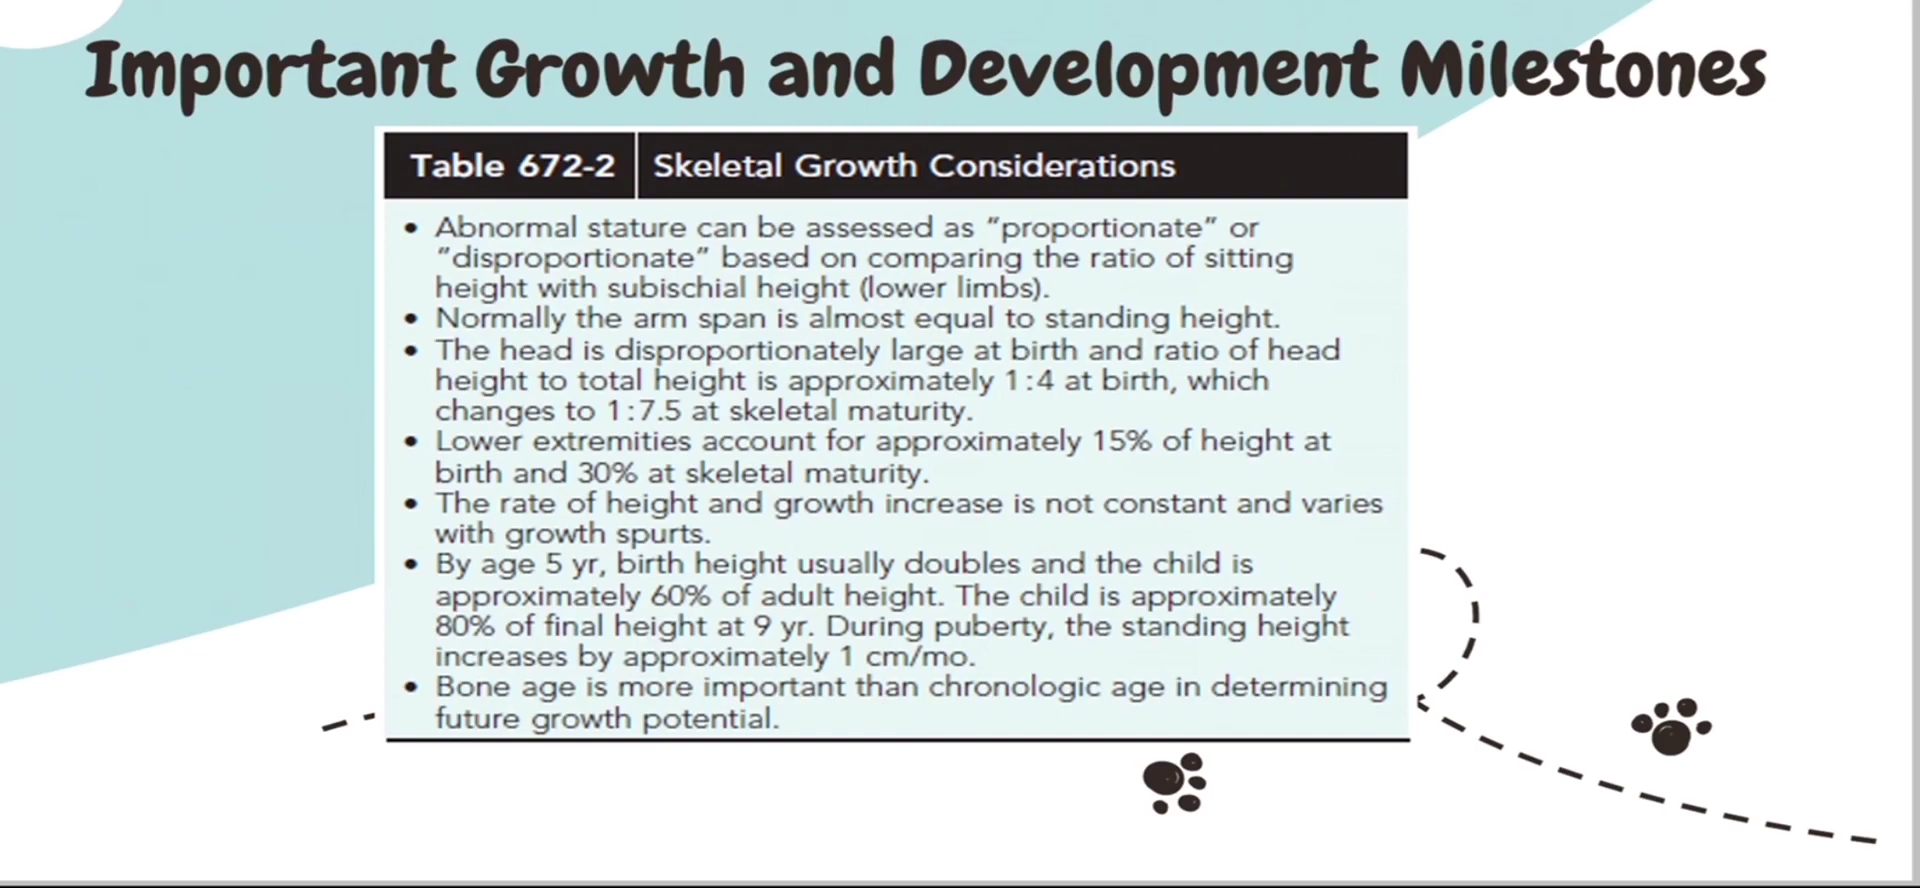 Important Growth and Development Milestones
Table 672-2 Skeletal Growth Considerations
• Abnormal stature can be assessed as “proportionate” or
“disproportionate” based on comparing the ratio of sitting
height with subischial height (lower limbs).
• Normally the arm span is almost equal to standing height.
• The head is disproportionately large at birth and ratio of head
height to total height is approximately 1:4 at birth, which
changes to 1:7.5 at skeletal maturity.
• Lower extremities account for approximately 15% of height at
birth and 30% at skeletal maturity.
• The rate of height and growth increase is not constant and varies
with growth spurts.
• By age 5 yr, birth height usually doubles and the child is
approximately 60% of adult height. The child is approximately
80% of final height at 9 yr. During puberty, the standing height
increases by approximately 1 cm/mo.
• Bone age is more important than chronologic age in determining
future growth potential.